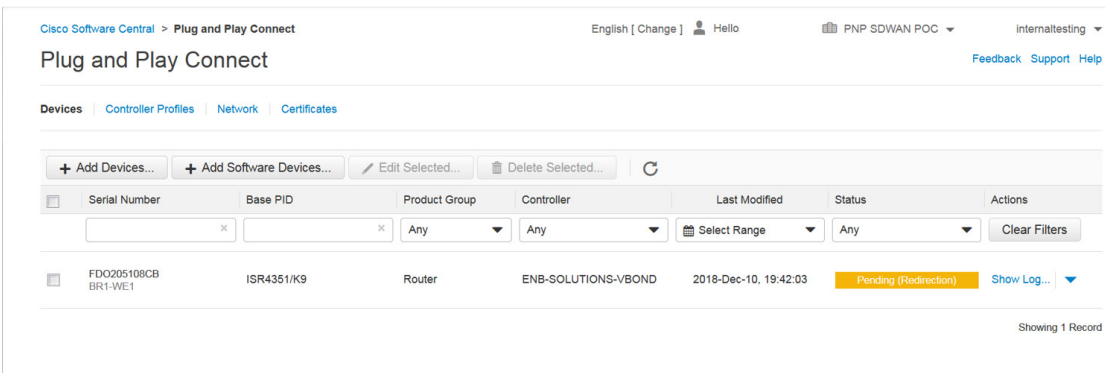 Cisco Software Central > Plug and Play Connect English [ Change ] Hello PNP SDWAN POC internaltesting
Plug and Play Connect Feedback Support Help
Devices Controller Profiles Network Certificates
+ Add Devices... + Add Software Devices... Edit Selected... Delete Selected...
Serial Number Base PID Product Group Controller Last Modified Status Actions
× × Any Any Select Range Any Clear Filters
FDO205108CB ISR4351/K9 Router ENB-SOLUTIONS-VBOND 2018-Dec-10, 19:42:03 Pending (Redirection) Show Log...
BR1-WE1
Showing 1 Record